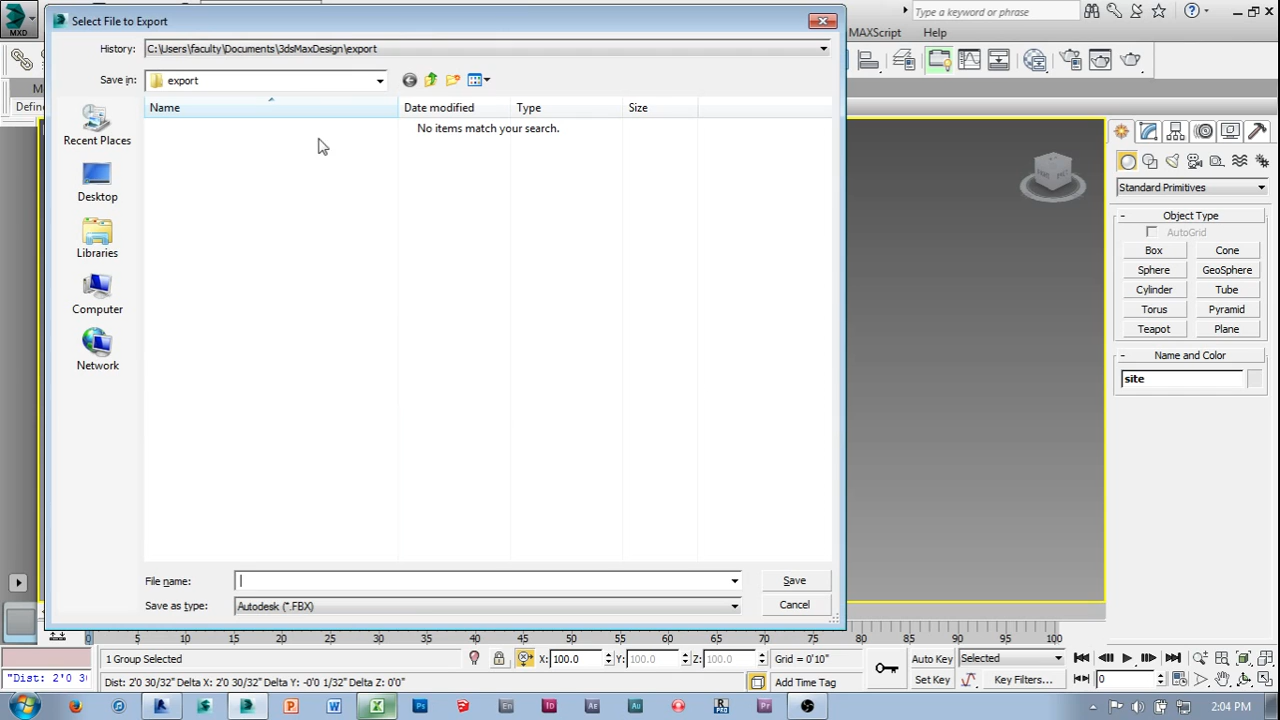 Select File to Export
MXD
Type a keyword or phrase
History: C:\Users\faculty\Documents\3dsMaxDesign\export
MAXScript Help
Save in: export
Name Date modified Type Size
No items match your search.
Recent Places
Desktop
Libraries
Computer
Network
Standard Primitives
- Object Type
AutoGrid
Box Cone
Sphere GeoSphere
Cylinder Tube
Torus Pyramid
Teapot Plane
- Name and Color
site
File name:
Save
Save as type: Autodesk (*.FBX)
Cancel
0 5 10 15 20 25 30 35 40 45 50 55 60 65 70 75 80 85 90 95 100
1 Group Selected X: 100.0 Y: 100.0 Z: 100.0 Grid = 0'10" Auto Key Selected
"Dist: 2'0 30 Dist: 2'0 30/32" Delta X: 2'0 30/32" Delta Y: -0'0 1/32" Delta Z: 0'0" Add Time Tag Set Key Key Filters... 0
2:04 PM